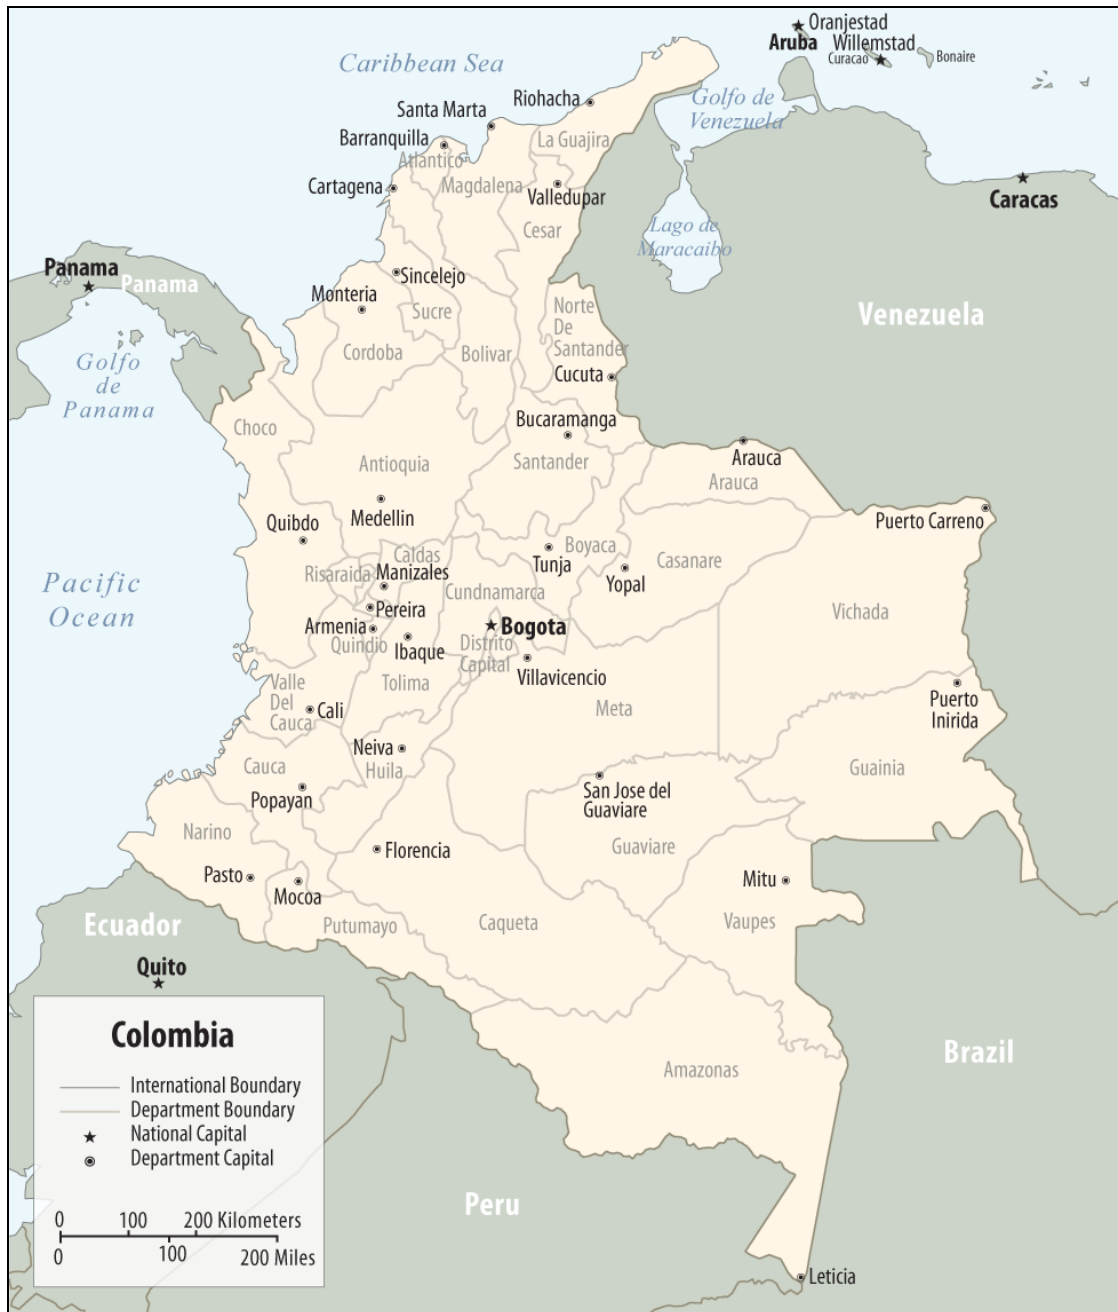 Oranjestad
Aruba
Willemstad
Curacao
Bonaire
Caribbean Sea
Golfo de
Venezuela
Riohacha
Santa Marta
Barranquilla
La Guajira
Atlantico
Magdalena
Cartagena
Valledupar
Caracas
Cesar
Lago de
Maracaibo
Panama
Panama
Sincelejo
Monteria
Sucre
Norte
De
Santander
Venezuela
Cordoba
Bolivar
Golfo
de
Panama
Cucuta
Choco
Bucaramanga
Santander
Arauca
Arauca
Antioquia
Medellin
Quibdo
Puerto Carreno
Boyaca
Tunja
Caldas
Casanare
Risaraida
Manizales
Yopal
Cundnamarca
Pacific
Ocean
Pereira
Vichada
Armenia
Bogota
Quindio
Ibaque
Distrito
Capital
Villavicencio
Valle
Del
Cauca
Tolima
Cali
Meta
Puerto
Inirida
Neiva
Huila
Cauca
Guainia
San Jose del
Guaviare
Popayan
Narino
Florencia
Guaviare
Pasto
Mocoa
Mitu
Ecuador
Putumayo
Caqueta
Vaupes
Quito
Colombia
International Boundary
Department Boundary
National Capital
Department Capital
0 100 200 Kilometers
0 100 200 Miles
Amazonas
Brazil
Peru
Leticia